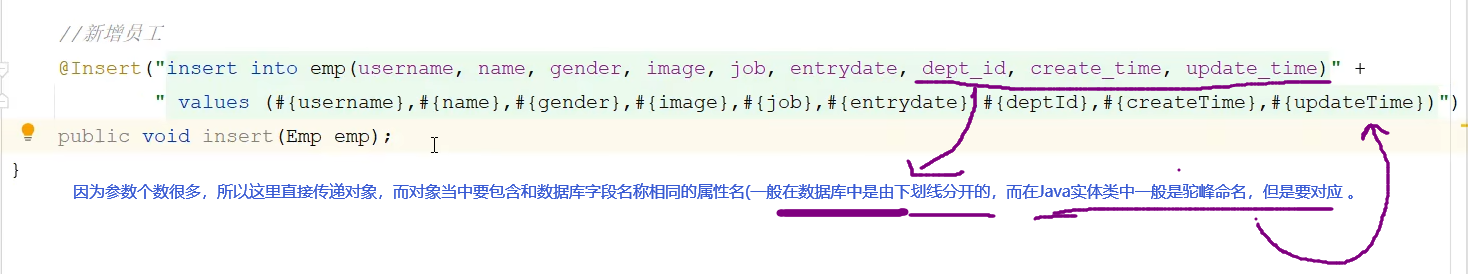 //新增员工
@Insert("insert into emp(username, name, gender, image, job, entrydate, dept_id, create_time, update_time)" +
" values (#{username},#{name},#{gender},#{image},#{job},#{entrydate},#{deptId},#{createTime},#{updateTime})")
public void insert(Emp emp);
}
因为参数个数很多，所以这里直接传递对象，而对象当中要包含和数据库字段名称相同的属性名(一般在数据库中是由下划线分开的，而在Java实体类中一般是驼峰命名，但是要对应 。